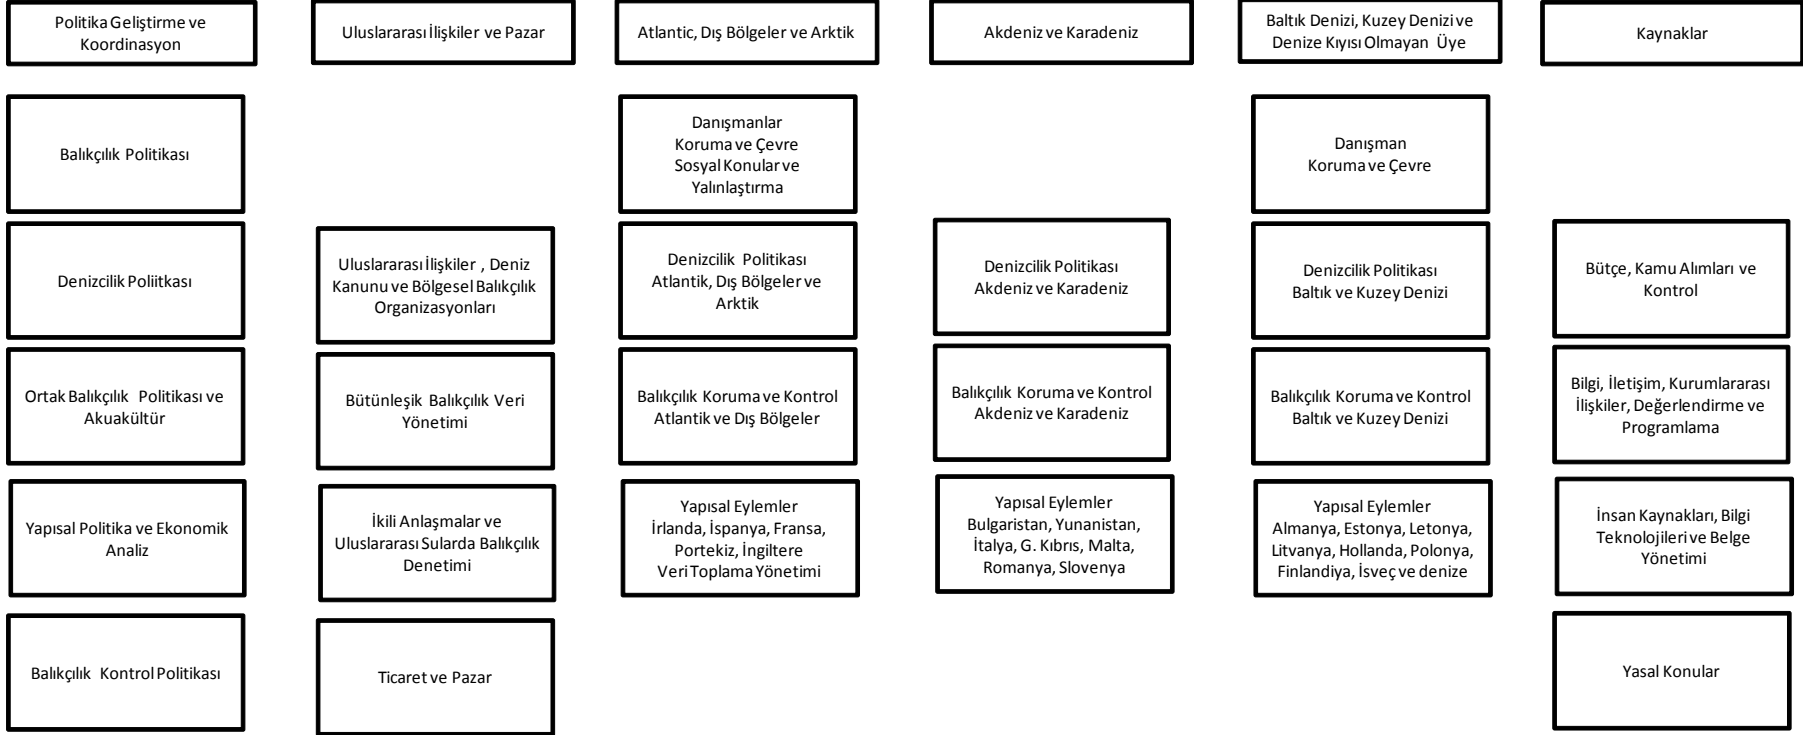 Politika Geliştirme ve
Koordinasyon
Uluslararası İlişkiler ve Pazar
Atlantic, Dış Bölgeler ve Arktik
Akdeniz ve Karadeniz
Baltık Denizi, Kuzey Denizi ve
Denize Kıyısı Olmayan Üye
Kaynaklar
Balıkçılık Politikası
Danışmanlar
Koruma ve Çevre
Sosyal Konular ve
Yalınlaştırma
Danışman
Koruma ve Çevre
Denizcilik Poliitkası
Uluslararası İlişkiler , Deniz
Kanunu ve Bölgesel Balıkçılık
Organizasyonları
Denizcilik Politikası
Atlantik, Dış Bölgeler ve
Arktik
Denizcilik Politikası
Akdeniz ve Karadeniz
Denizcilik Politikası
Baltık ve Kuzey Denizi
Bütçe, Kamu Alımları ve
Kontrol
Ortak Balıkçılık Politikası ve
Akuakültür
Bütünleşik Balıkçılık Veri
Yönetimi
Balıkçılık Koruma ve Kontrol
Atlantik ve Dış Bölgeler
Balıkçılık Koruma ve Kontrol
Akdeniz ve Karadeniz
Balıkçılık Koruma ve Kontrol
Baltık ve Kuzey Denizi
Bilgi, İletişim, Kurumlararası
İlişkiler, Değerlendirme ve
Programlama
Yapısal Politika ve Ekonomik
Analiz
İkili Anlaşmalar ve
Uluslararası Sularda Balıkçılık
Denetimi
Yapısal Eylemler
İrlanda, İspanya, Fransa,
Portekiz, İngiltere
Veri Toplama Yönetimi
Yapısal Eylemler
Bulgaristan, Yunanistan,
İtalya, G. Kıbrıs, Malta,
Romanya, Slovenya
Yapısal Eylemler
Almanya, Estonya, Letonya,
Litvanya, Hollanda, Polonya,
Finlandiya, İsveç ve denize
İnsan Kaynakları, Bilgi
Teknolojileri ve Belge
Yönetimi
Balıkçılık Kontrol Politikası
Ticaret ve Pazar
Yasal Konular